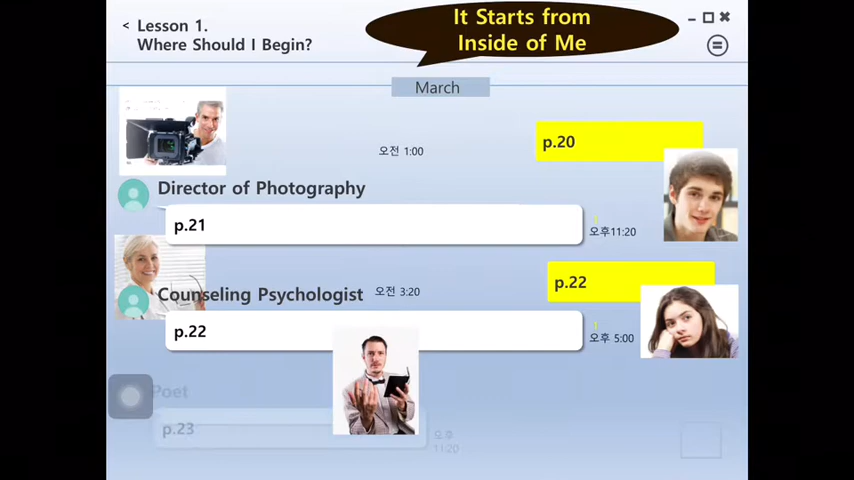 < Lesson 1.
Where Should I Begin?
It Starts from
Inside of Me
March
오전 1:00
p.20
Director of Photography
p.21
오후11:20
Counseling Psychologist
오전 3:20
p.22
p.22
오후 5:00
Poet
p.23
오후
11:20